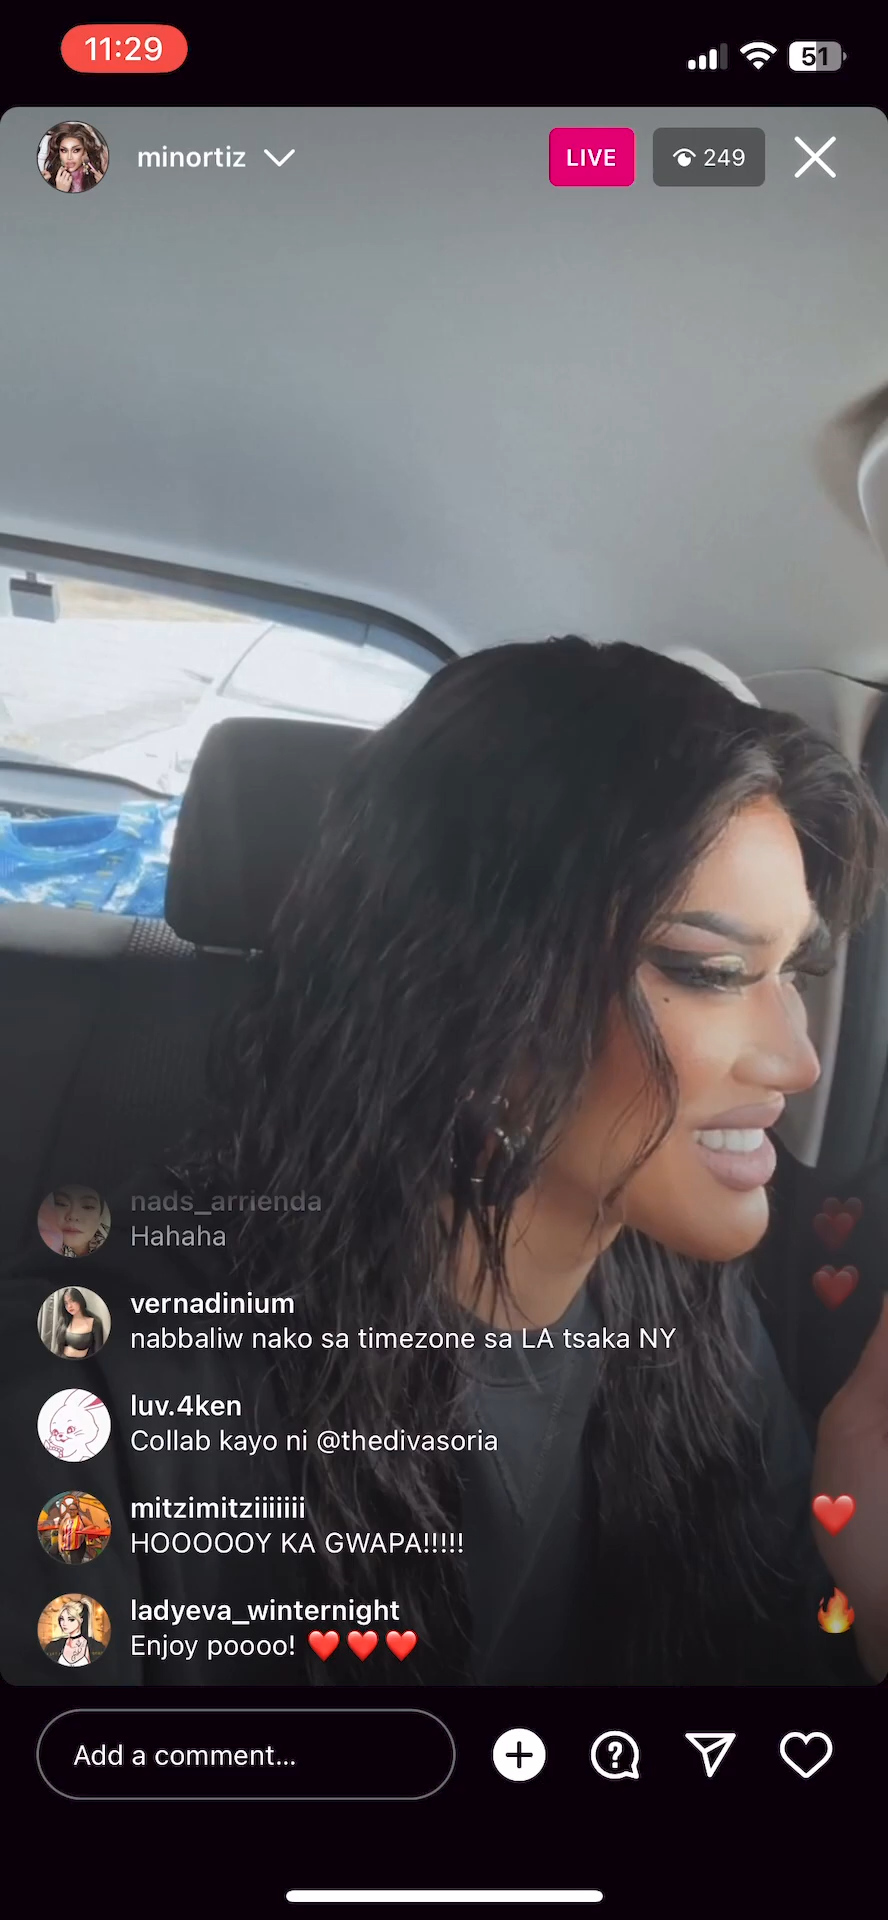 11:29
51
minortiz
LIVE
249
nads_arrienda
Hahaha
vernadinium
nabbaliw nako sa timezone sa LA tsaka NY
luv.4ken
Collab kayo ni @thedivasoria
mitzimitziiiiiii
HOOOOOY KA GWAPA!!!!!
ladyeva_winternight
Enjoy poooo! ❤️❤️❤️
Add a comment...